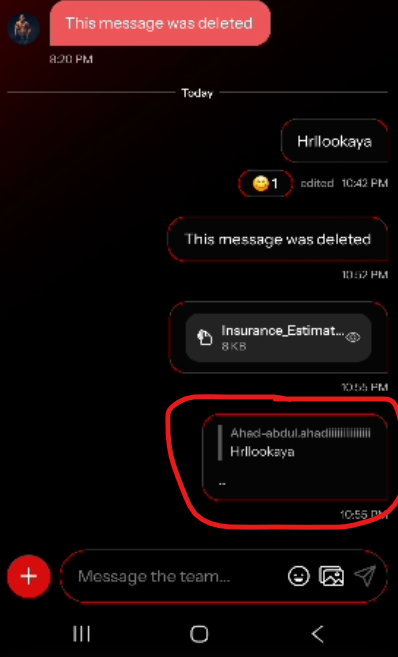 This message was deleted
8:20 PM
Today
Hrllookaya
1
edited 10:42 PM
This message was deleted
10:52 PM
Insurance_Estimat...
8 KB
10:55 PM
Ahad-abdul.ahadiiiiiiiiiiiiiii
Hrllookaya
..
10:55 PM
Message the team...